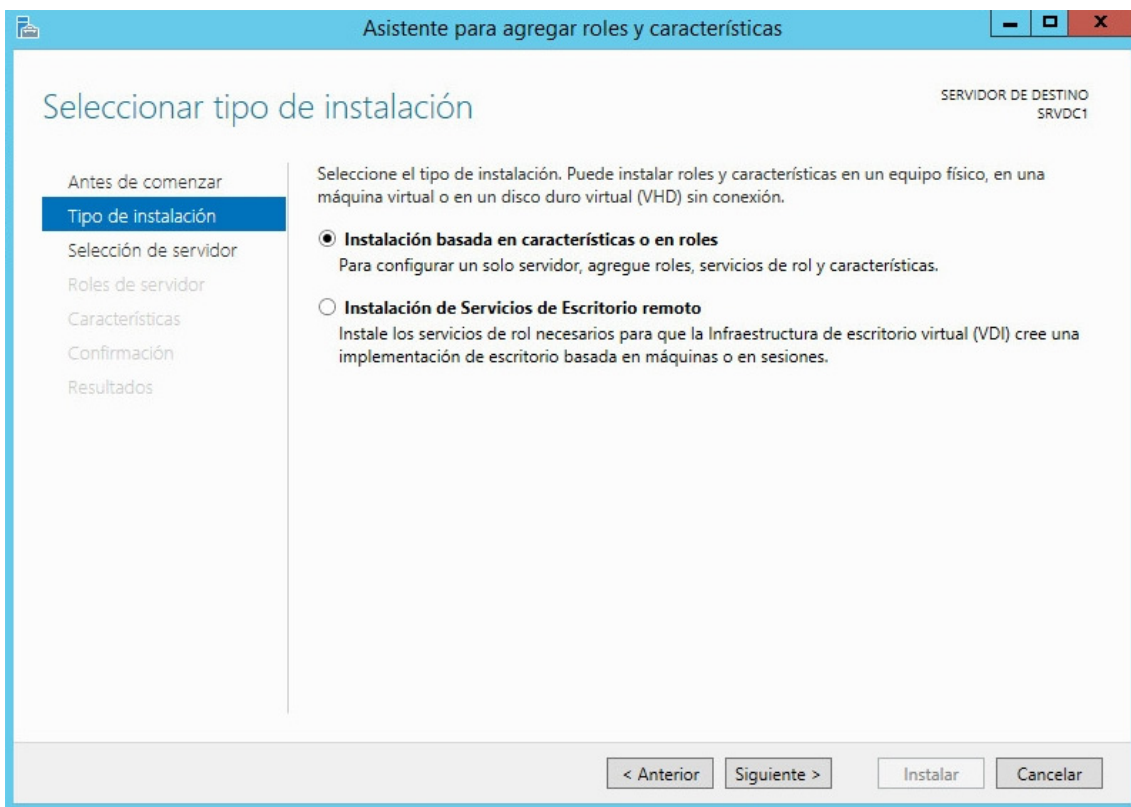 Asistente para agregar roles y características
Seleccionar tipo de instalación
SERVIDOR DE DESTINO
SRVDC1
Antes de comenzar
Tipo de instalación
Selección de servidor
Roles de servidor
Características
Confirmación
Resultados
Seleccione el tipo de instalación. Puede instalar roles y características en un equipo físico, en una
máquina virtual o en un disco duro virtual (VHD) sin conexión.
Instalación basada en características o en roles
Para configurar un solo servidor, agregue roles, servicios de rol y características.
Instalación de Servicios de Escritorio remoto
Instale los servicios de rol necesarios para que la Infraestructura de escritorio virtual (VDI) cree una
implementación de escritorio basada en máquinas o en sesiones.
< Anterior
Siguiente >
Instalar
Cancelar